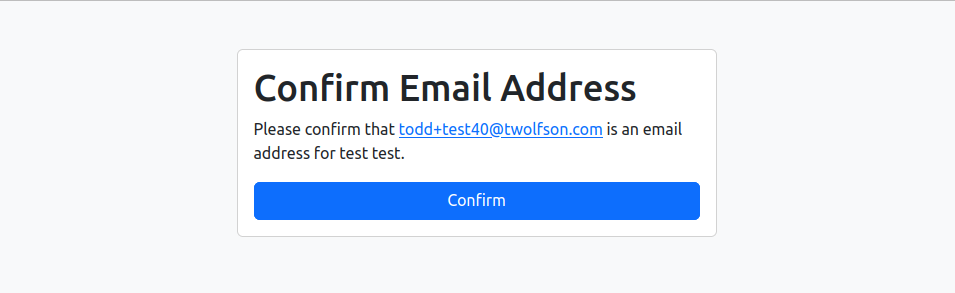 Confirm Email Address
Please confirm that todd+test40@twolfson.com is an email
address for test test.
Confirm